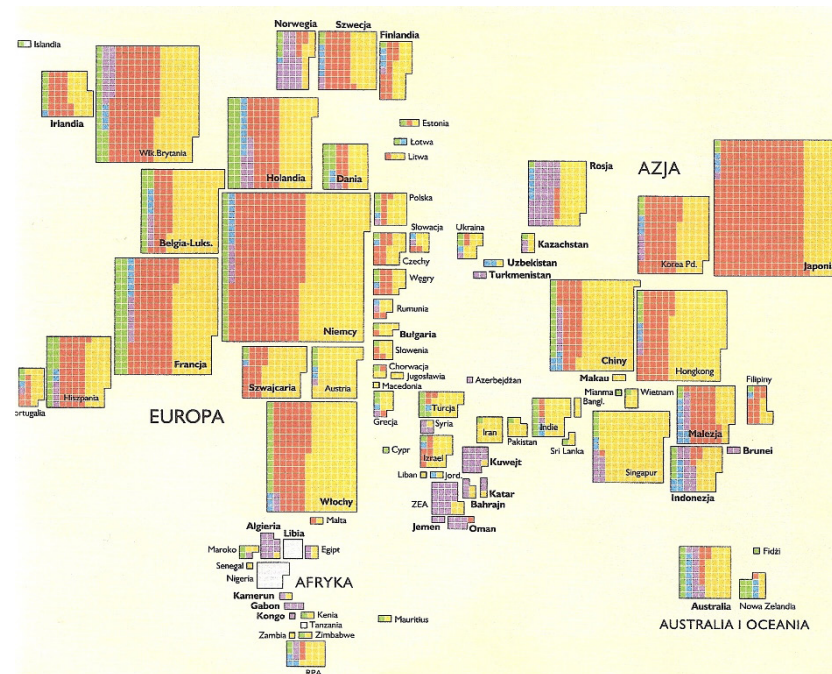 Norwegia
Szwecja
Finlandia
Islandia
Irlandia
Wlk.Brytania
Estonia
Łotwa
Litwa
Holandia
Dania
Rosja
AZJA
Belgia-Luks.
Polska
Słowacja
Ukraina
Kazachstan
Korea Pd.
Japoni
Czechy
Uzbekistan
Turkmenistan
Węgry
Francja
Niemcy
Rumunia
Bułgaria
Słowenia
Chiny
Hongkong
Chorwacja
Jugosławia
Macedonia
Azerbejdżan
Makau
Mianma
Bangl.
Wietnam
Filipiny
ortugalia
Hiszpania
Szwajcaria
Austria
EUROPA
Grecja
Turcja
Syria
Iran
Pakistan
Indie
Sri Lanka
Malezja
Brunei
Cypr
Izrael
Kuwejt
Singapur
Liban
Jord.
Katar
Bahrajn
Indonezja
Włochy
ZEA
Jemen
Oman
Malta
Algieria
Libia
Maroko
Egipt
Senegal
Nigeria
AFRYKA
Fidżi
Kamerun
Gabon
Kongo
Kenia
Tanzania
Mauritius
Australia
Nowa Zelandia
AUSTRALIA I OCEANIA
Zambia
Zimbabwe
RPA